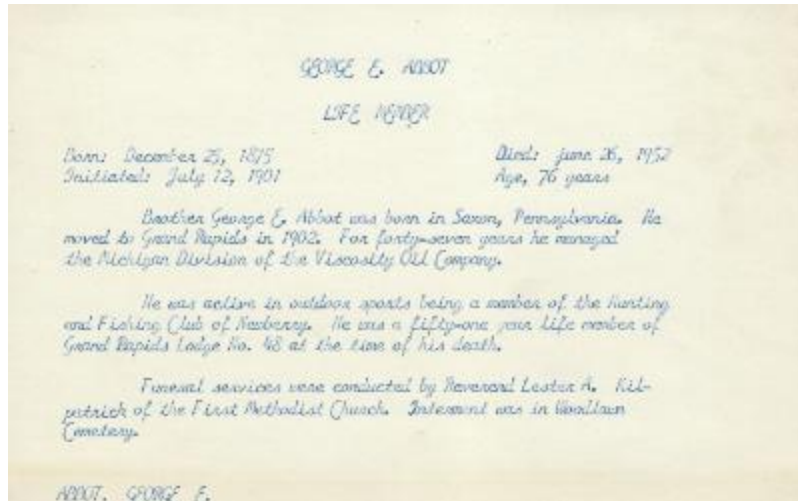 GEORGE E. ABBOT
LIFE MEMBER
Born: December 25, 1875
Died: June 26, 1952
Initiated: July 12, 1901
Age, 76 years
Brother George E. Abbot was born in Saxon, Pennsylvania. He
moved to Grand Rapids in 1902. For forty-seven years he managed
the Michigan Division of the Viscosity Oil Company.
He was active in outdoor sports being a member of the Hunting
and Fishing Club of Newberry. He was a fifty-one year life member of
Grand Rapids Lodge No. 48 at the time of his death.
Funeral services were conducted by Reverend Lester A. Kil-
patrick of the First Methodist Church. Interment was in Woodlawn
Cemetery.
ABBOT, GEORGE E.